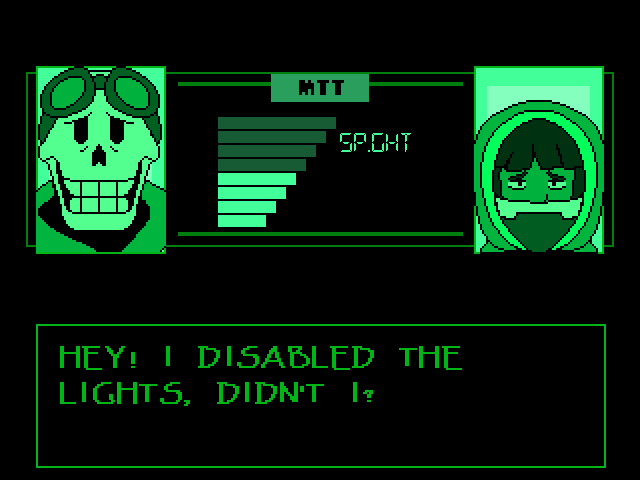 MTT
SP.GHT
HEY! I DISABLED THE
LIGHTS, DIDN'T I?